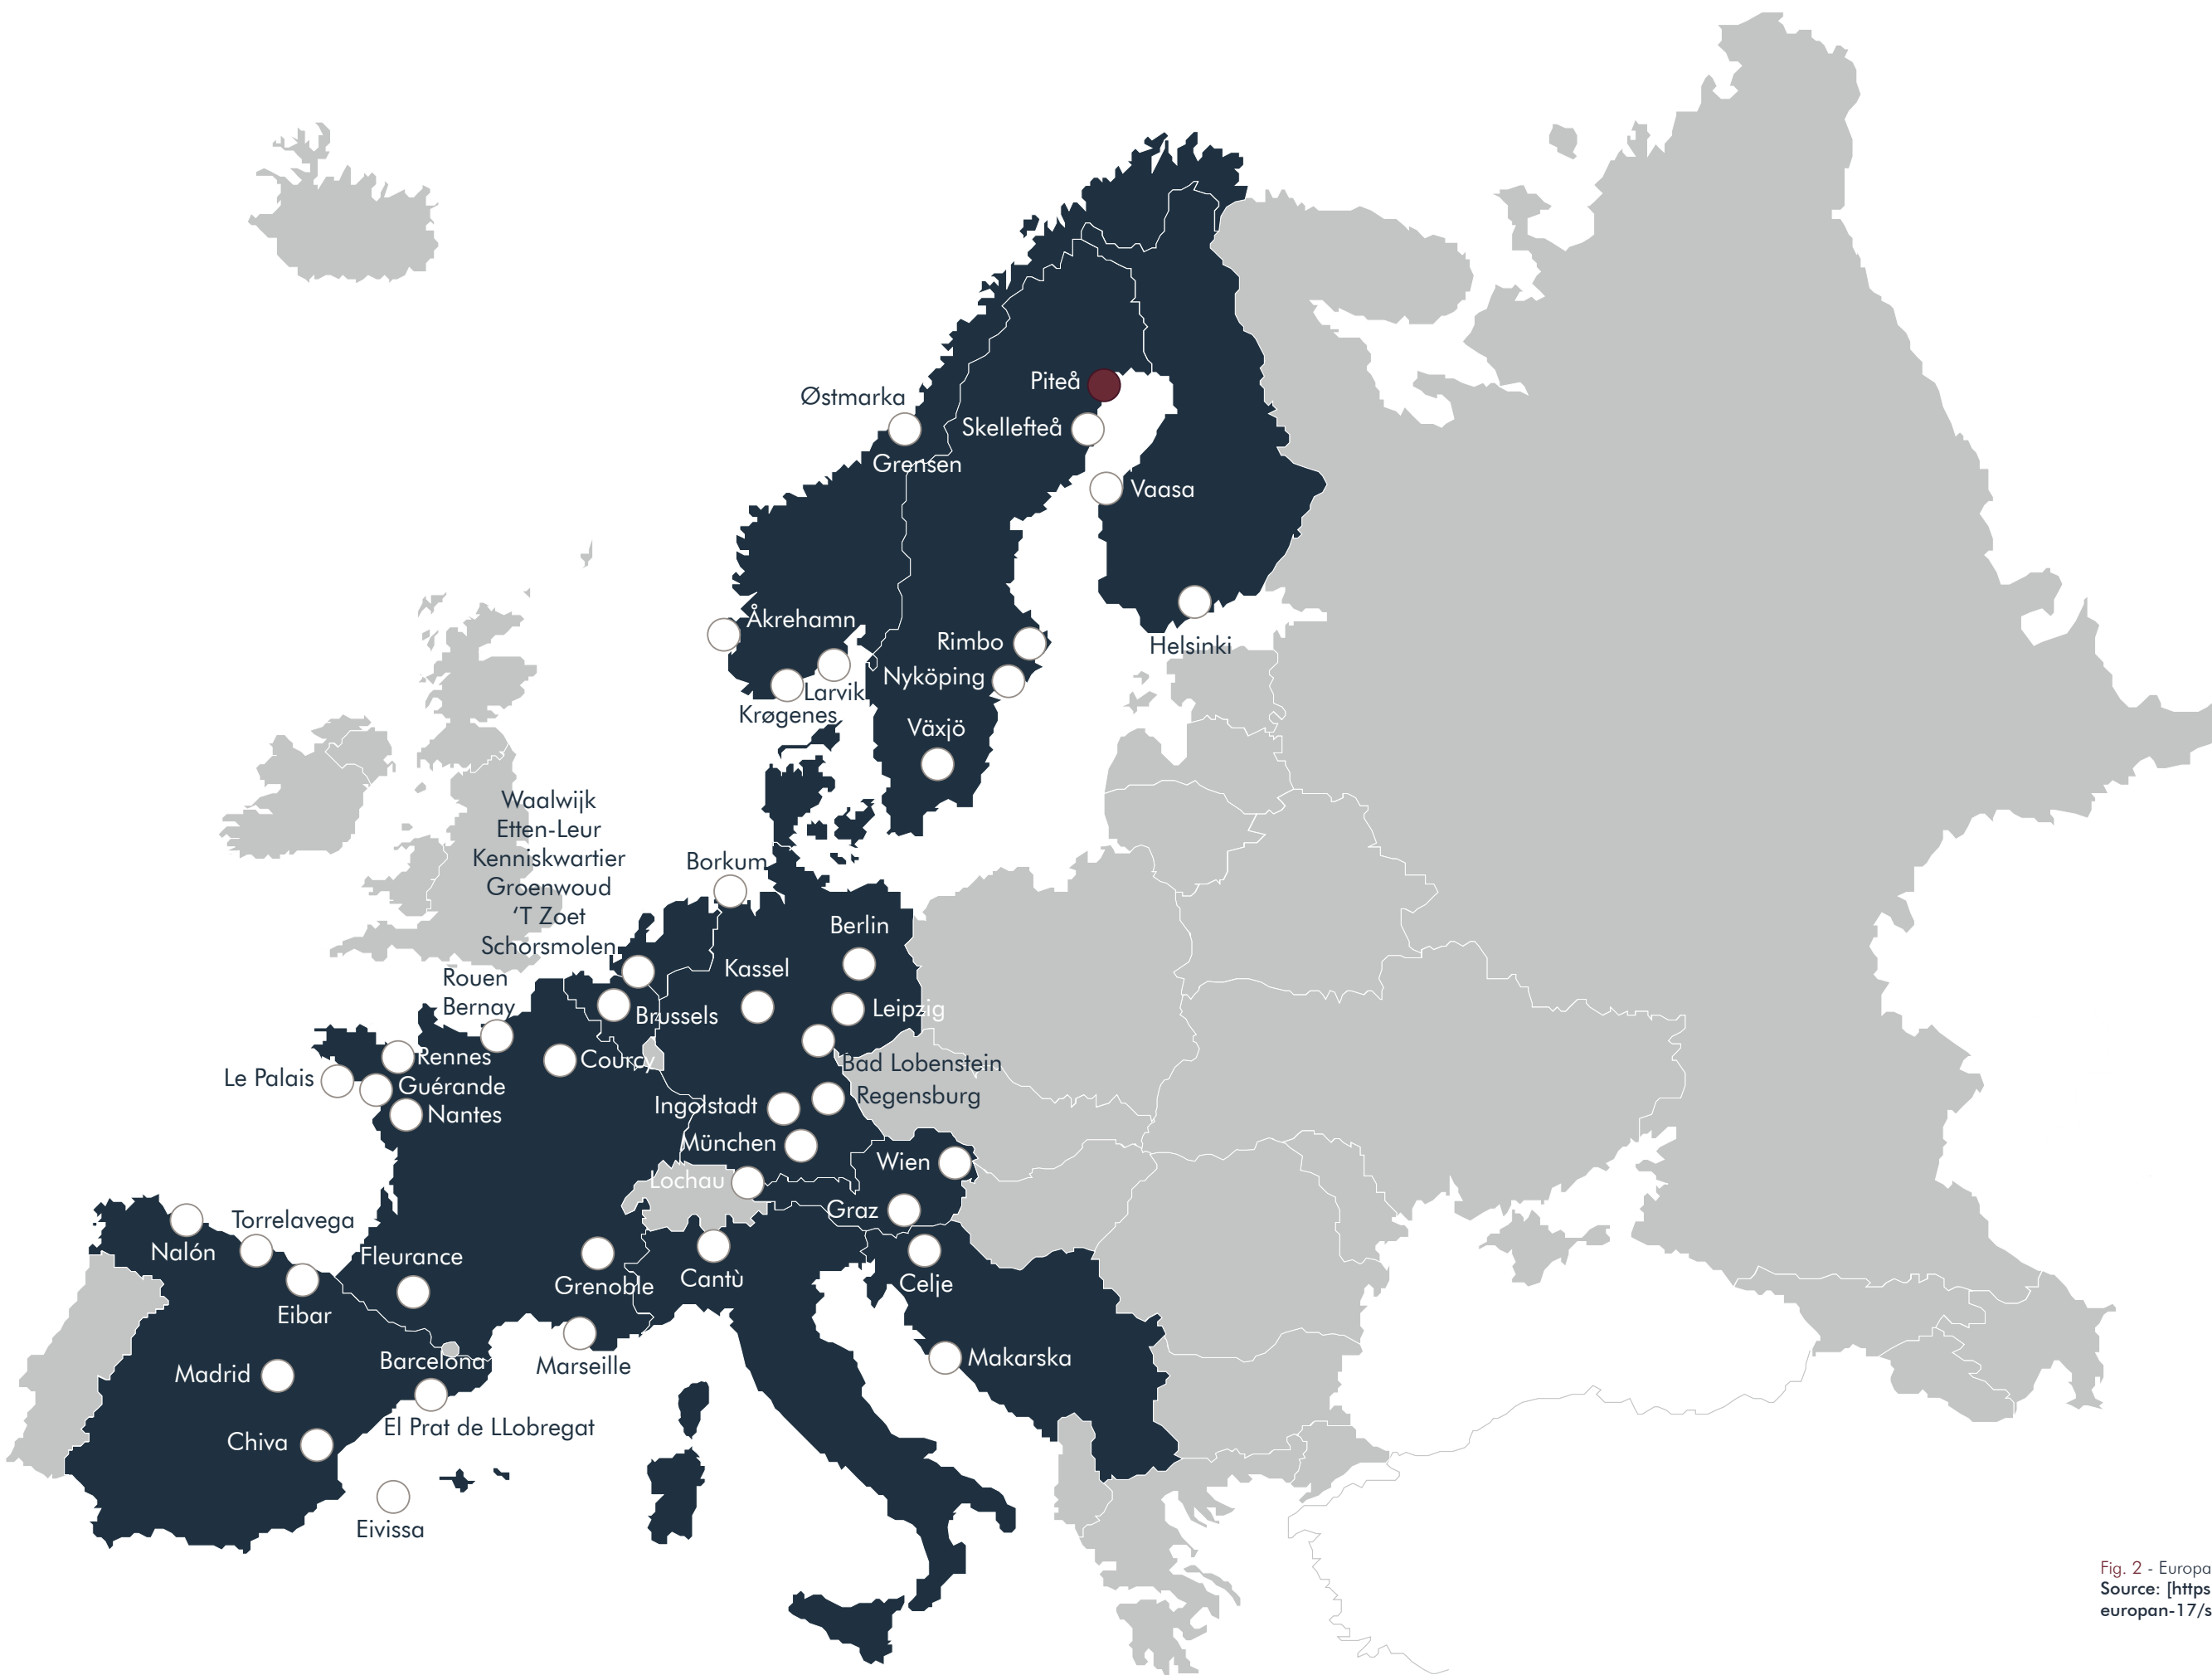 Piteå
Østmarka
Skellefteå
Grensen
Vaasa
Åkrehamn
Rimbo
Helsinki
Nyköping
Larvik
Krøgenes
Växjö
Waalwijk
Etten-Leur
Kenniskwartier
Groenwoud
‘T Zoet
Schorsmolen
Borkum
Berlin
Kassel
Rouen
Bernay
Leipzig
Brussels
Rennes
Courcy
Bad Lobenstein
Le Palais
Guérande
Regensburg
Ingolstadt
Nantes
München
Wien
Lochau
Graz
Torrelavega
Nalón
Fleurance
Grenoble
Cantù
Celje
Eibar
Makarska
Barcelona
Marseille
Madrid
El Prat de LLobregat
Chiva
Eivissa
Fig. 2 - Europa
Source: [https
europan-17/s